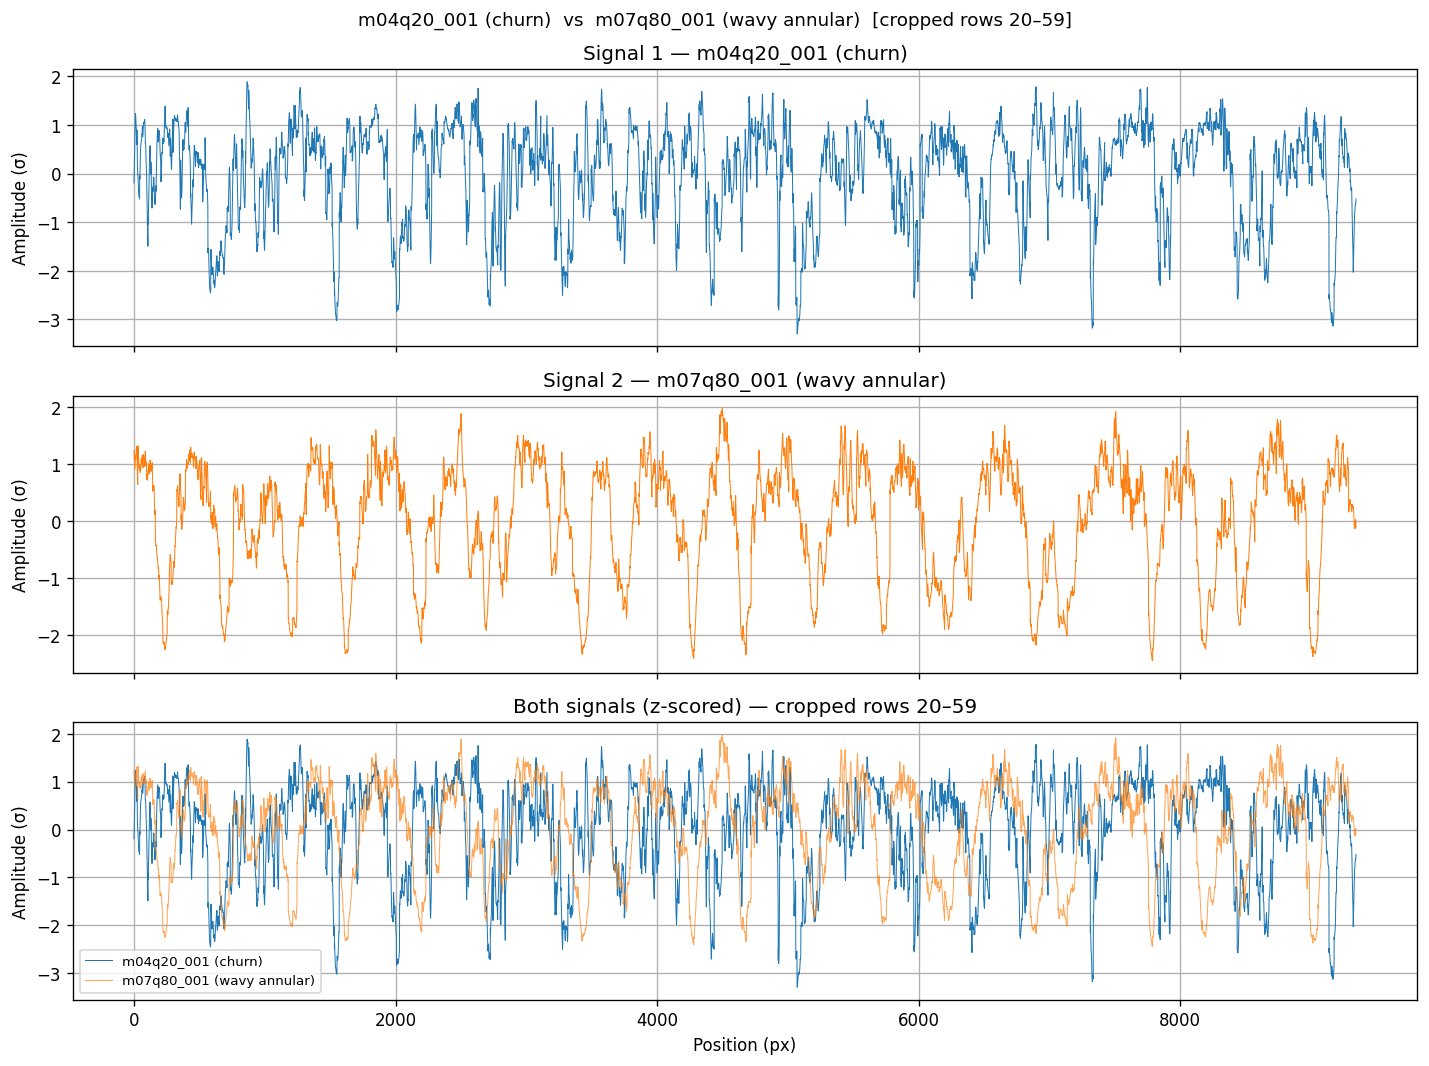 m04q20_001 (churn)  vs  m07q80_001 (wavy annular)  [cropped rows 20–59]
Signal 1 — m04q20_001 (churn)
2
1
0
−1
−2
−3
Amplitude (σ)
Signal 2 — m07q80_001 (wavy annular)
2
1
0
−1
−2
Amplitude (σ)
Both signals (z-scored) — cropped rows 20–59
2
1
0
−1
−2
−3
Amplitude (σ)
m04q20_001 (churn)
m07q80_001 (wavy annular)
0 2000 4000 6000 8000
Position (px)